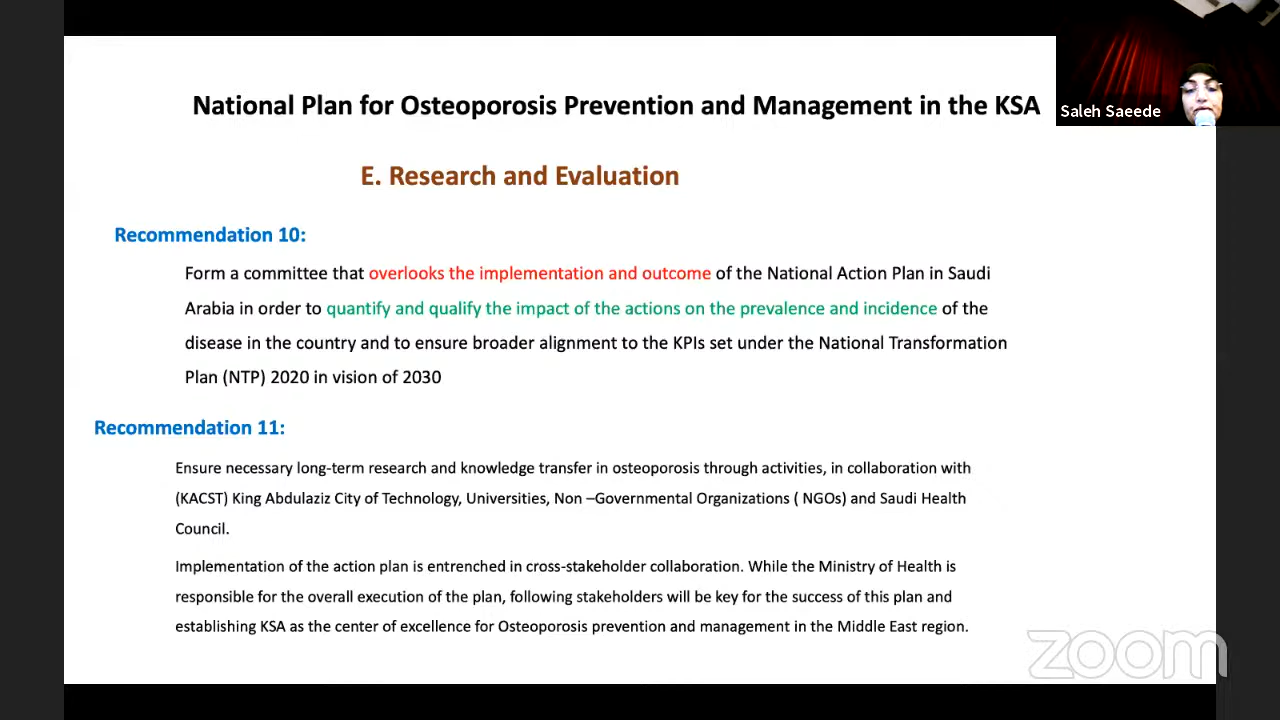 National Plan for Osteoporosis Prevention and Management in the KSA
Saleh Saeede
E. Research and Evaluation
Recommendation 10:
Form a committee that overlooks the implementation and outcome of the National Action Plan in Saudi
Arabia in order to quantify and qualify the impact of the actions on the prevalence and incidence of the
disease in the country and to ensure broader alignment to the KPIs set under the National Transformation
Plan (NTP) 2020 in vision of 2030
Recommendation 11:
Ensure necessary long-term research and knowledge transfer in osteoporosis through activities, in collaboration with
(KACST) King Abdulaziz City of Technology, Universities, Non –Governmental Organizations ( NGOs) and Saudi Health
Council.
Implementation of the action plan is entrenched in cross-stakeholder collaboration. While the Ministry of Health is
responsible for the overall execution of the plan, following stakeholders will be key for the success of this plan and
establishing KSA as the center of excellence for Osteoporosis prevention and management in the Middle East region.
zoom